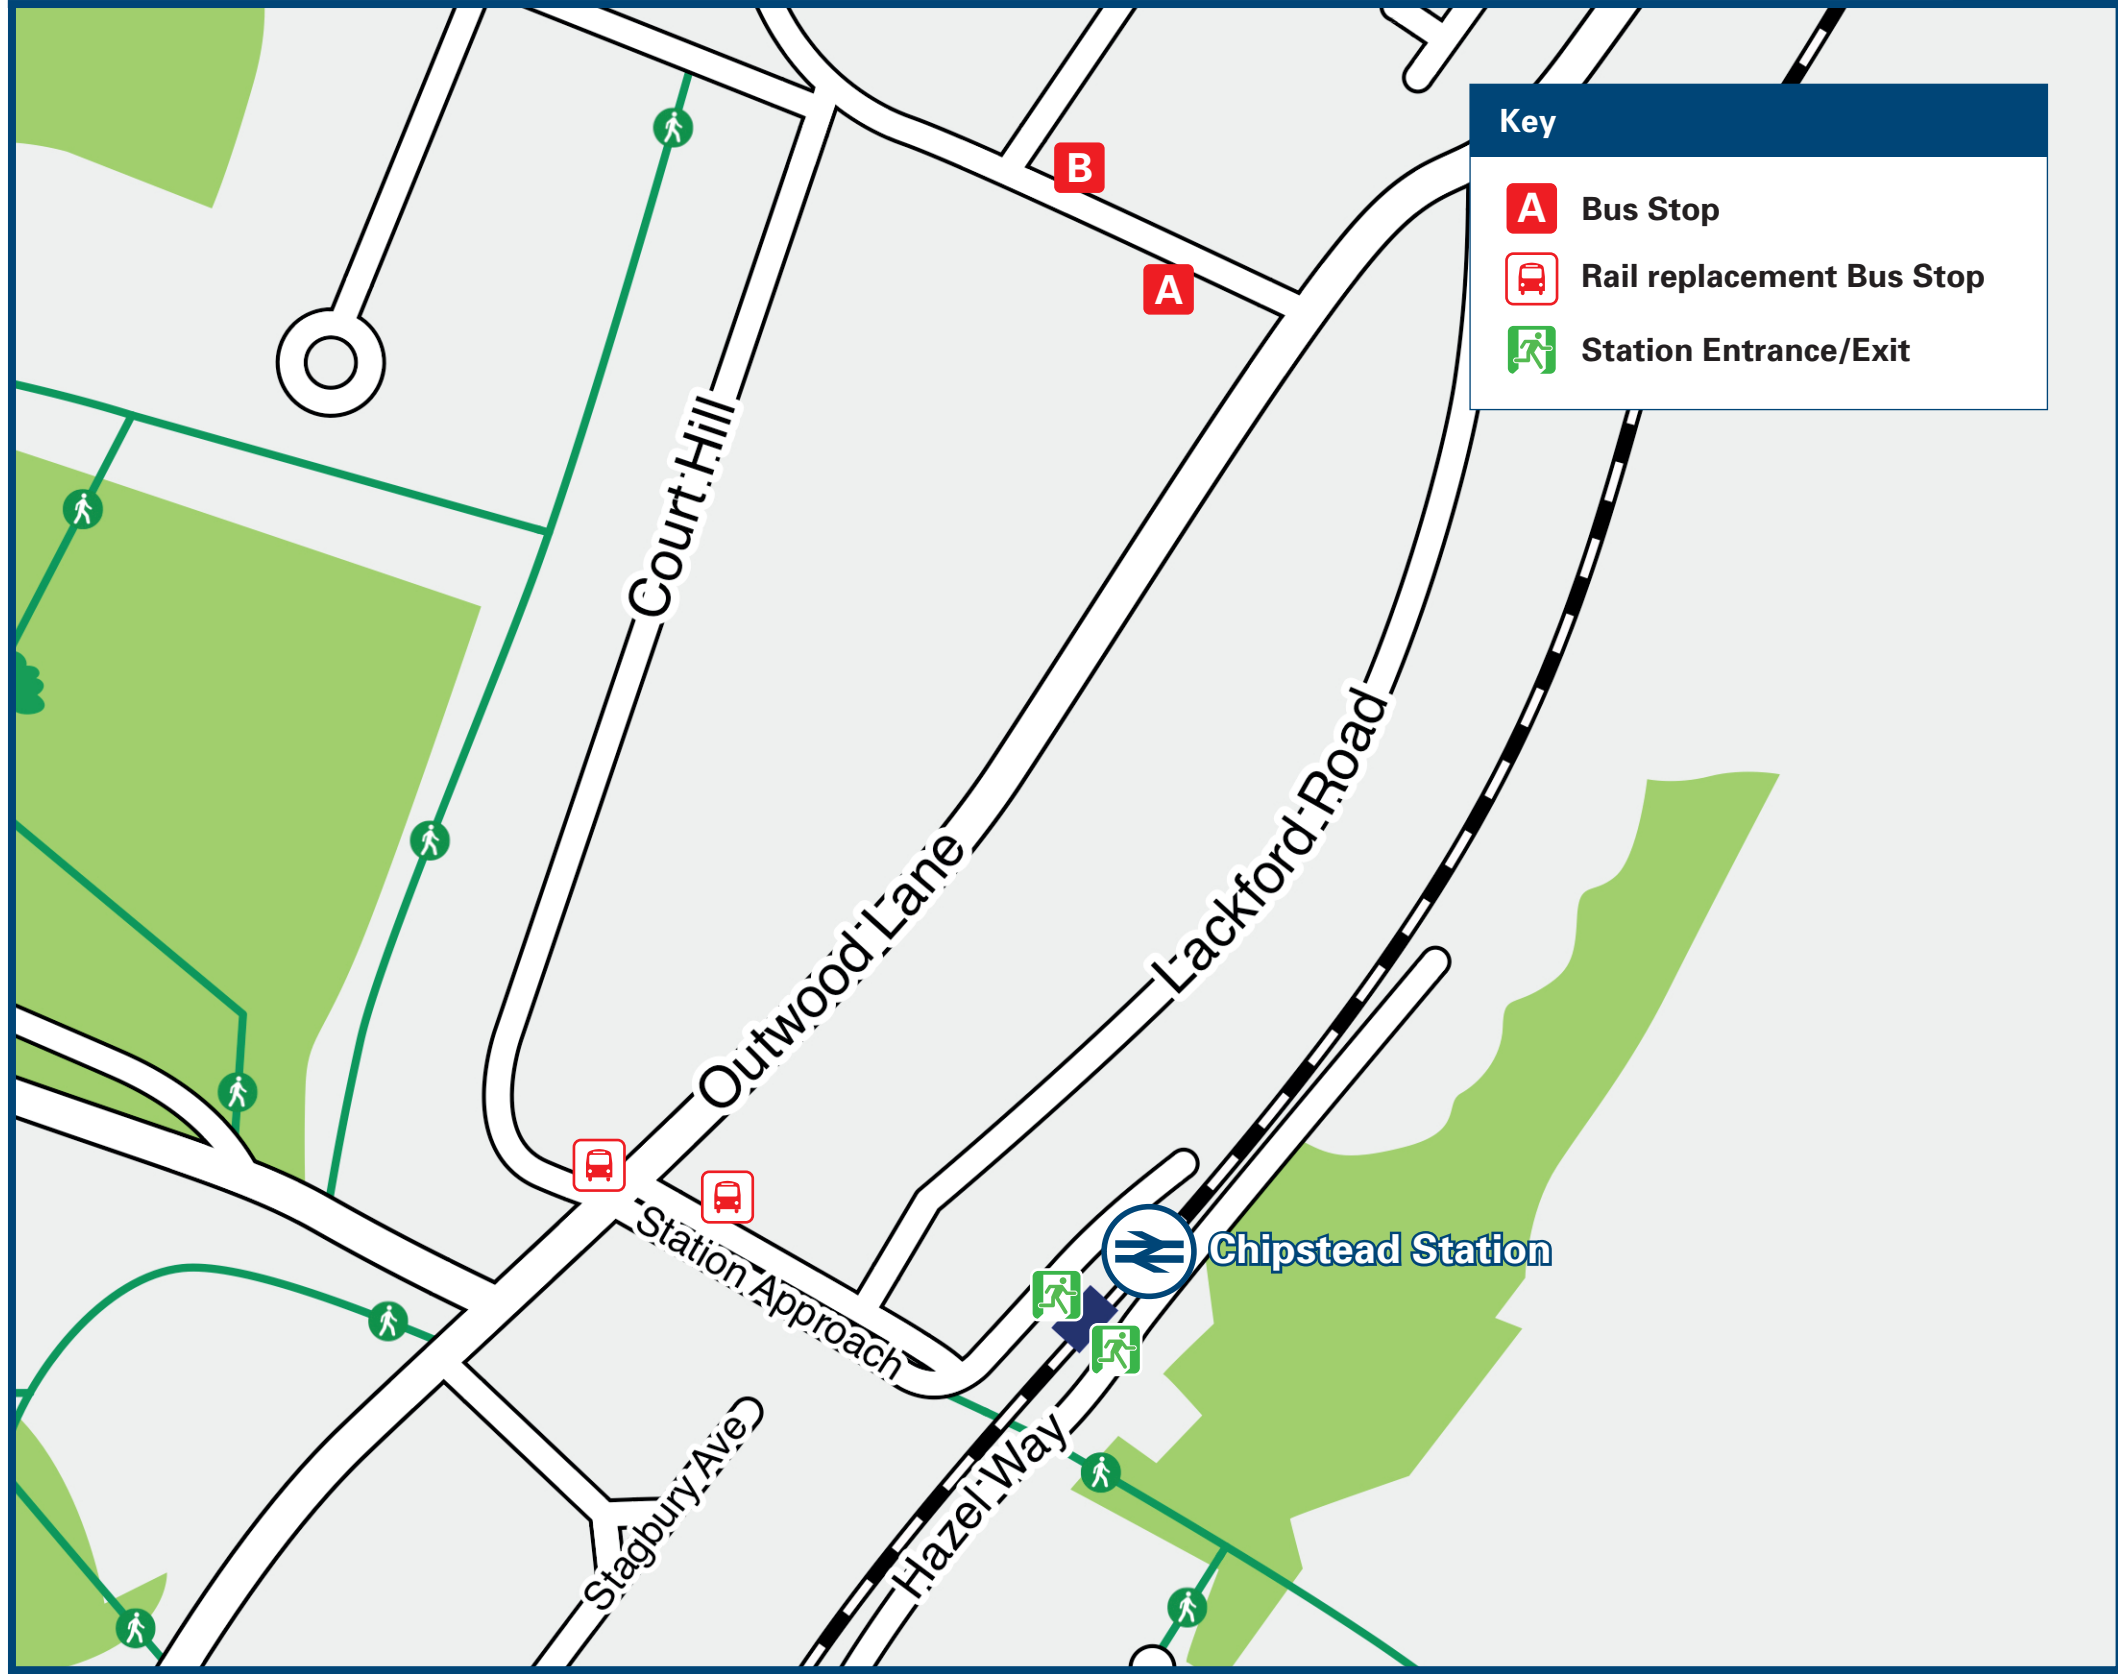 Key
A Bus Stop
Rail replacement Bus Stop
Station Entrance/Exit
B
A
Court Hill
Outwood Lane
Lackford Road
Station Approach
Chipstead Station
Stagbury Ave
Hazel Way